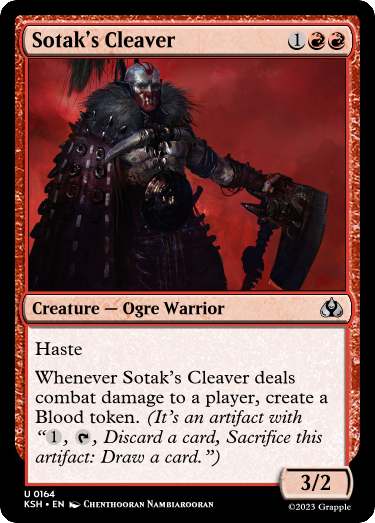 Sotak's Cleaver 1
Creature — Ogre Warrior
Haste
Whenever Sotak's Cleaver deals
combat damage to a player, create a
Blood token. (It's an artifact with
“1, , Discard a card, Sacrifice this
artifact: Draw a card.”)
3/2
U 0164
KSH • EN Chenthooran Nambiarooran
©2023 Grapple